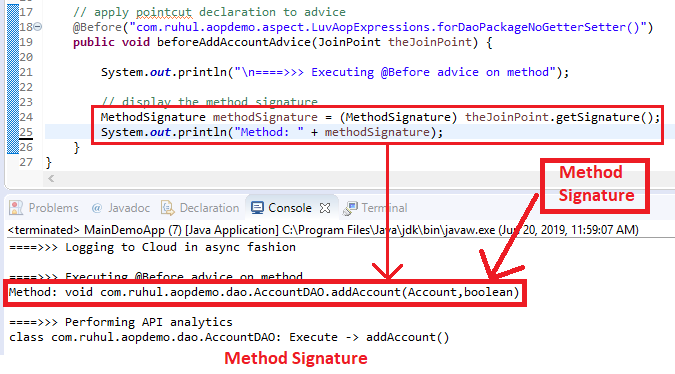 17 // apply pointcut declaration to advice
18 @Before("com.ruhul.aopdemo.aspect.LuvAopExpressions.forDaoPackageNoGetterSetter()")
19 public void beforeAddAccountAdvice(JoinPoint theJoinPoint) {
20
21 System.out.println("\n====>>> Executing @Before advice on method");
22
23 // display the method signature
24 MethodSignature methodSignature = (MethodSignature) theJoinPoint.getSignature();
25 System.out.println("Method: " + methodSignature);
26 }
27 }
Method
Signature
Problems @ Javadoc Declaration Console Terminal
<terminated> MainDemoApp (7) [Java Application] C:\Program Files\Java\jdk\bin\javaw.exe (Jun 20, 2019, 11:59:07 AM)
====>>> Logging to Cloud in async fashion
====>>> Executing @Before advice on method
Method: void com.ruhul.aopdemo.dao.AccountDAO.addAccount(Account,boolean)
====>>> Performing API analytics
class com.ruhul.aopdemo.dao.AccountDAO: Execute -> addAccount()
Method Signature